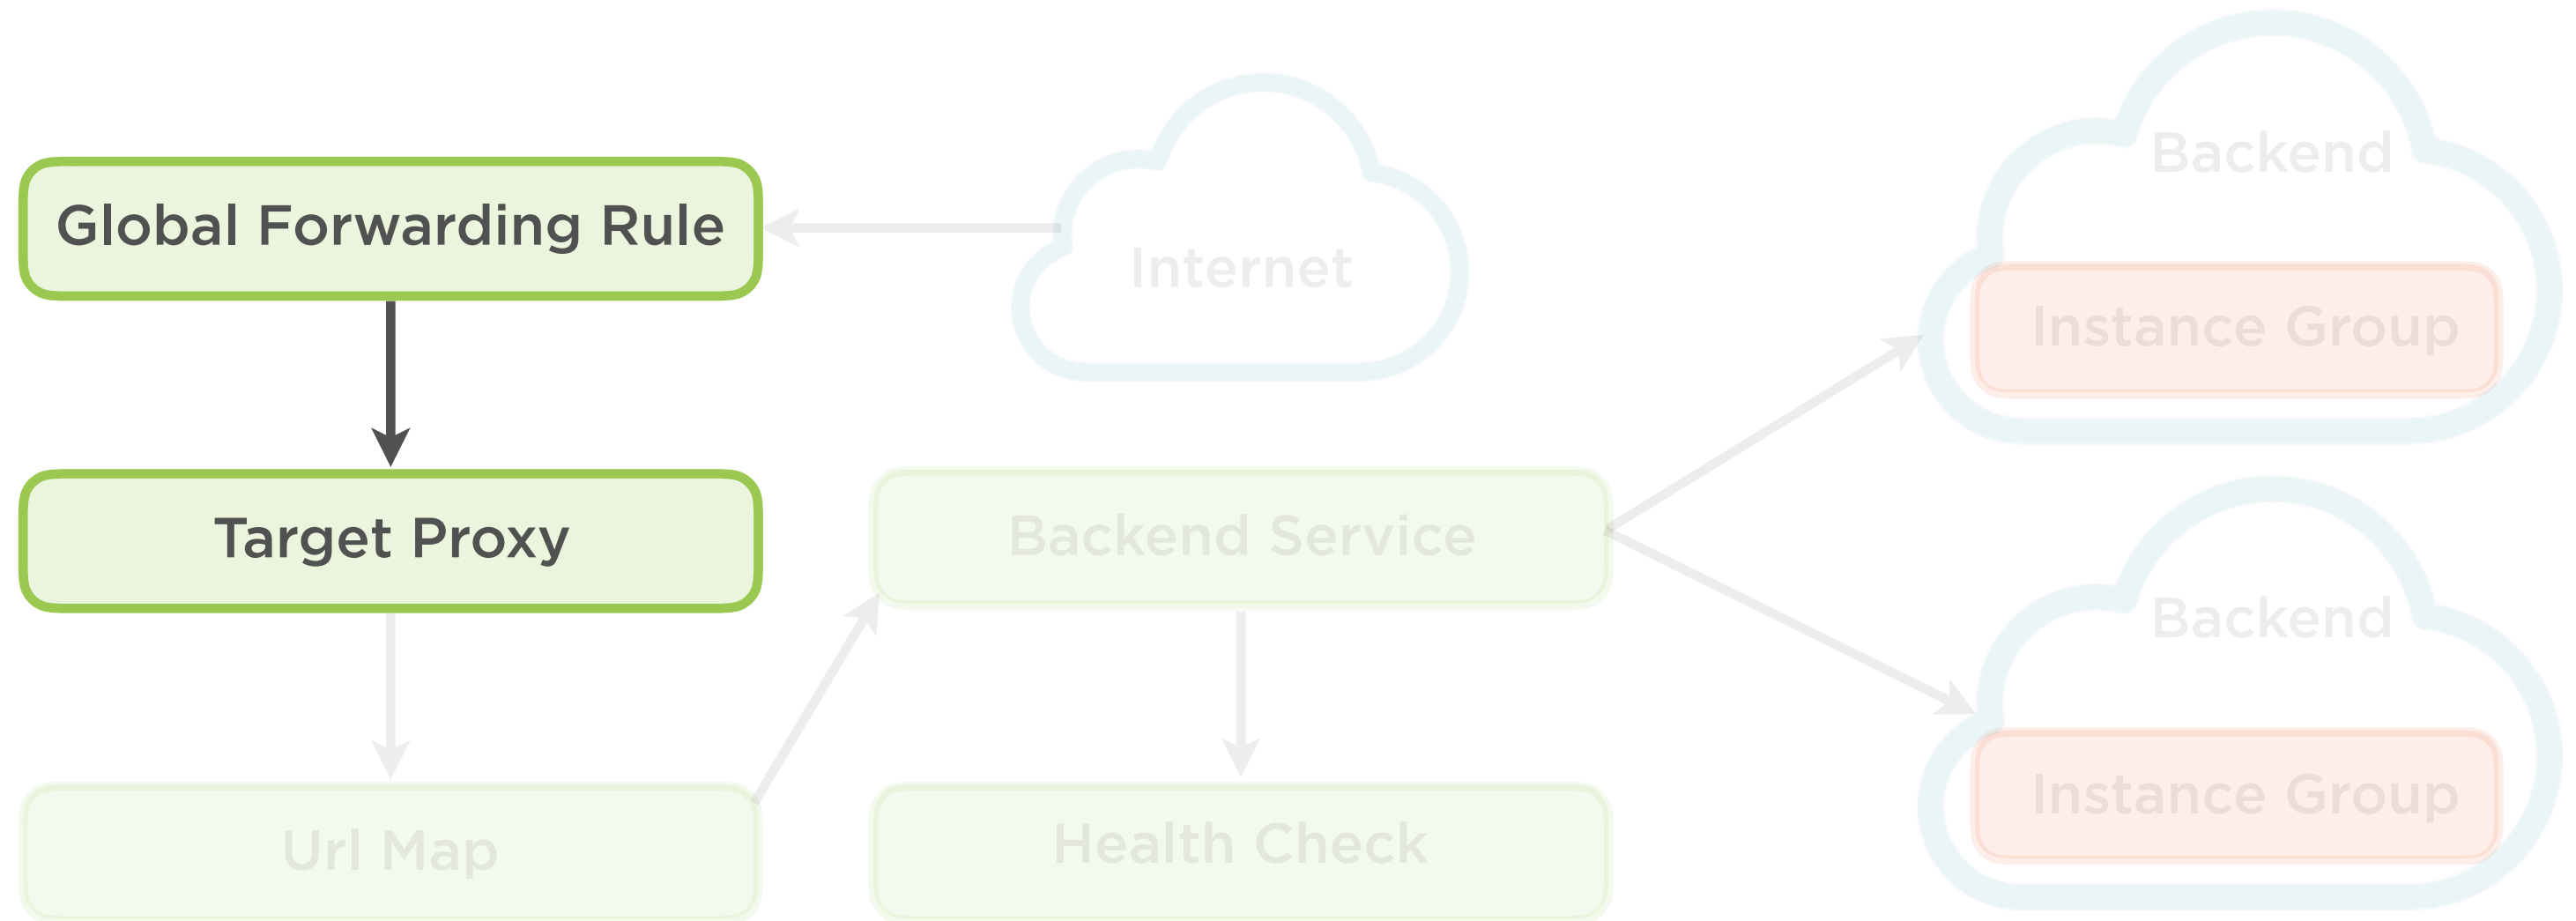 Backend
Global Forwarding Rule
Internet
Instance Group
Target Proxy
Backend Service
Backend
Instance Group
Url Map
Health Check